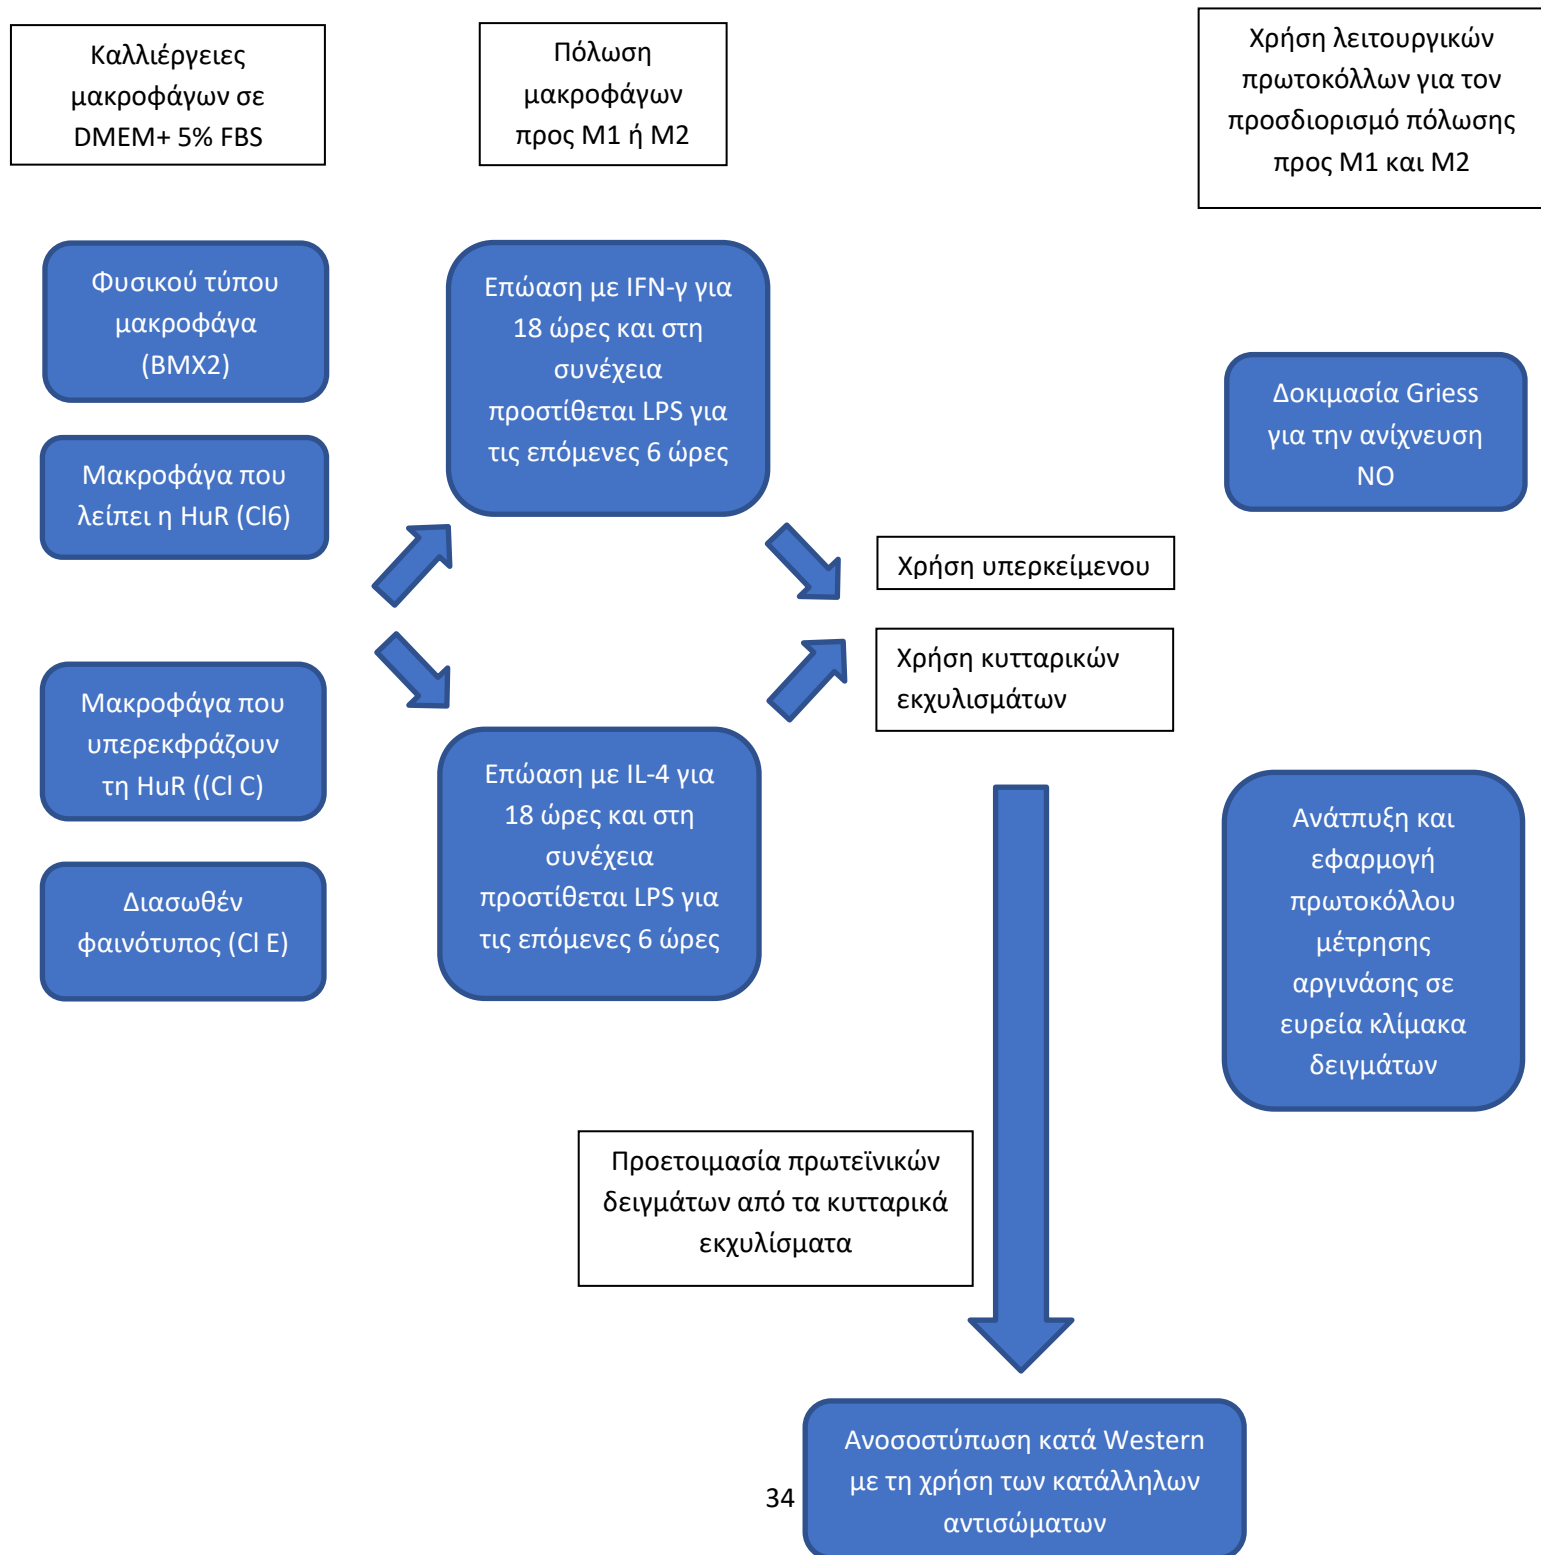 Καλλιέργειες
μακροφάγων σε
DMEM+ 5% FBS
Πόλωση
μακροφάγων
προς Μ1 ή Μ2
Χρήση λειτουργικών
πρωτοκόλλων για τον
προσδιορισμό πόλωσης
προς Μ1 και Μ2
Φυσικού τύπου
μακροφάγα
(BMX2)
Μακροφάγα που
λείπει η HuR (Cl6)
Μακροφάγα που
υπερεκφράζουν
τη HuR ((Cl C)
Διασωθέν
φαινότυπος (Cl E)
Επώαση με IFN-γ για
18 ώρες και στη
συνέχεια
προστίθεται LPS για
τις επόμενες 6 ώρες
Επώαση με IL-4 για
18 ώρες και στη
συνέχεια
προστίθεται LPS για
τις επόμενες 6 ώρες
Χρήση υπερκείμενου
Χρήση κυτταρικών
εκχυλισμάτων
Δοκιμασία Griess
για την ανίχνευση
NO
Ανάτπυξη και
εφαρμογή
πρωτοκόλλου
μέτρησης
αργινάσης σε
ευρεία κλίμακα
δειγμάτων
Προετοιμασία πρωτεϊνικών
δειγμάτων από τα κυτταρικά
εκχυλίσματα
Ανοσοστύπωση κατά Western
με τη χρήση των κατάλληλων
αντισώματων
34